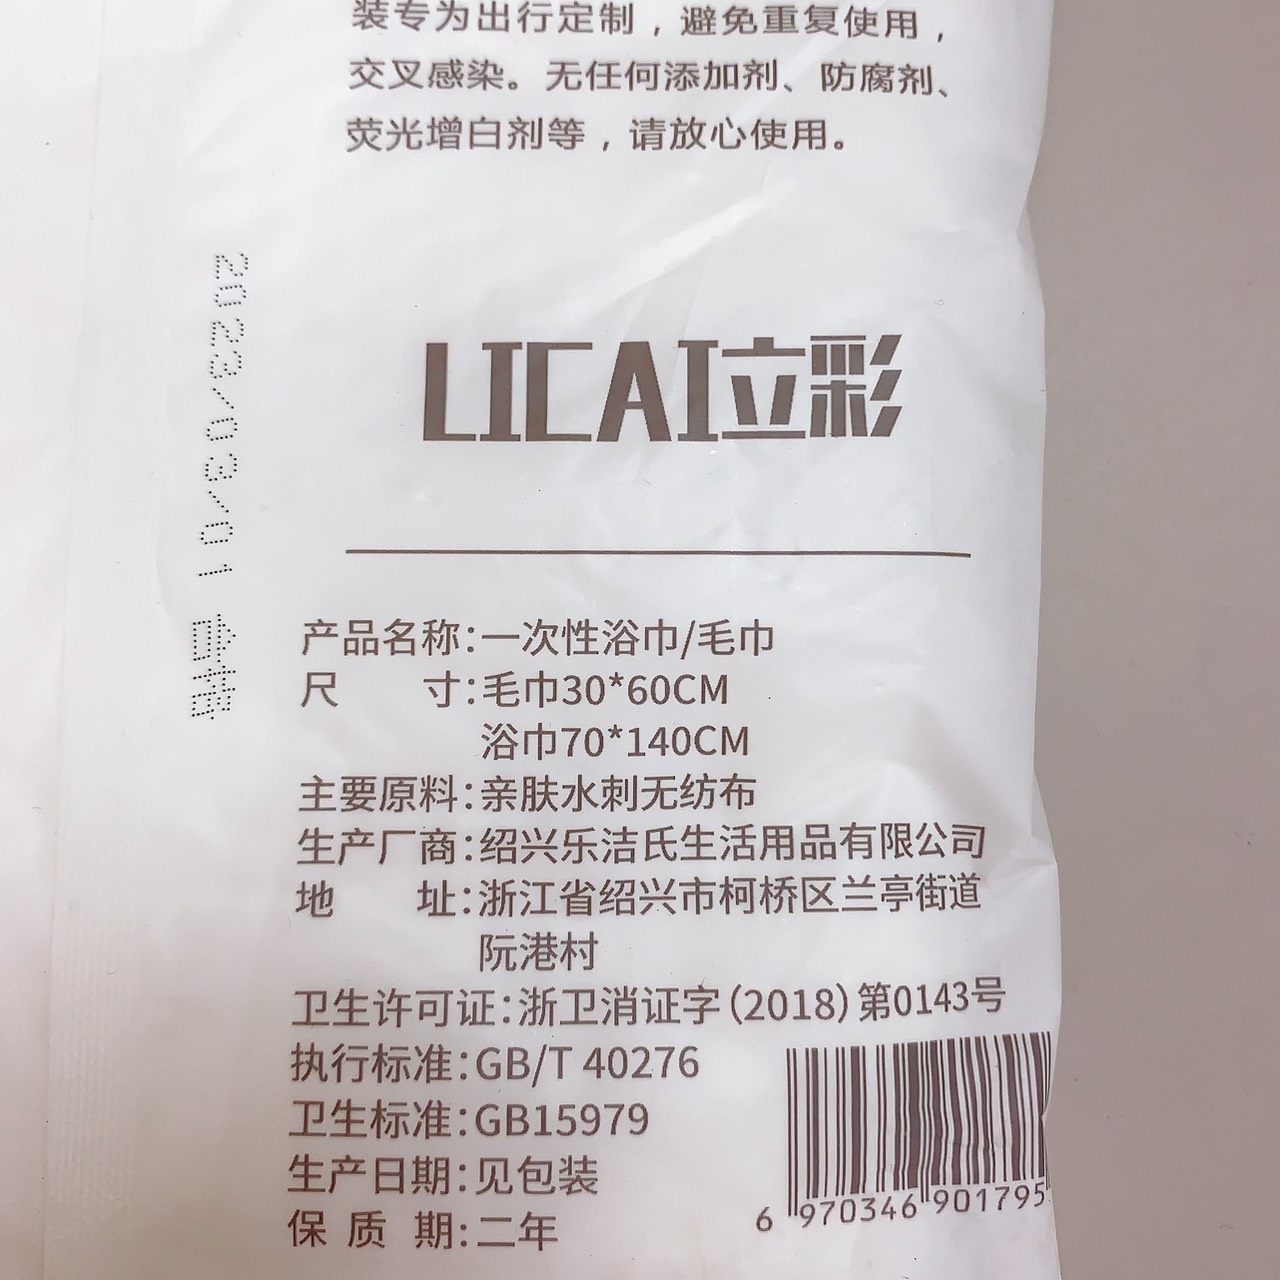 装专为出行定制，避免重复使用，
交叉感染。无任何添加剂、防腐剂、
荧光增白剂等，请放心使用。
2023/03/01 合格
LICAI立彩
产品名称：一次性浴巾/毛巾
尺 寸：毛巾30*60CM
浴巾70*140CM
主要原料：亲肤水刺无纺布
生产厂商：绍兴乐洁氏生活用品有限公司
地 址：浙江省绍兴市柯桥区兰亭街道
阮港村
卫生许可证：浙卫消证字(2018)第0143号
执行标准：GB/T 40276
卫生标准：GB15979
生产日期：见包装
保 质 期：二年
6 970346 901795